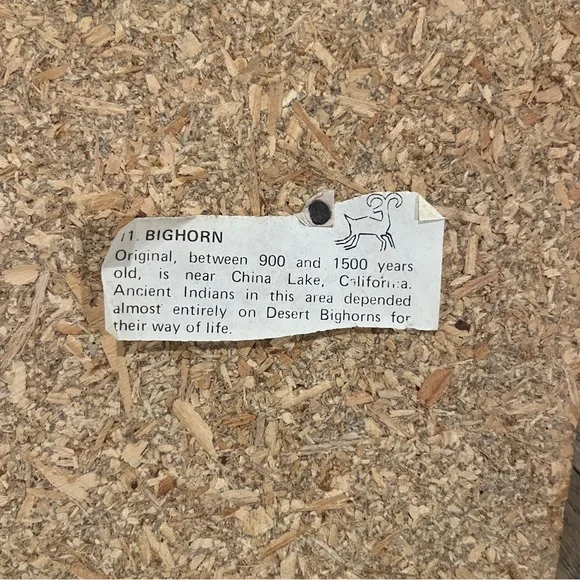 11. BIGHORN
Original, between 900 and 1500 years
old, is near China Lake, California.
Ancient Indians in this area depended
almost entirely on Desert Bighorns for
their way of life.